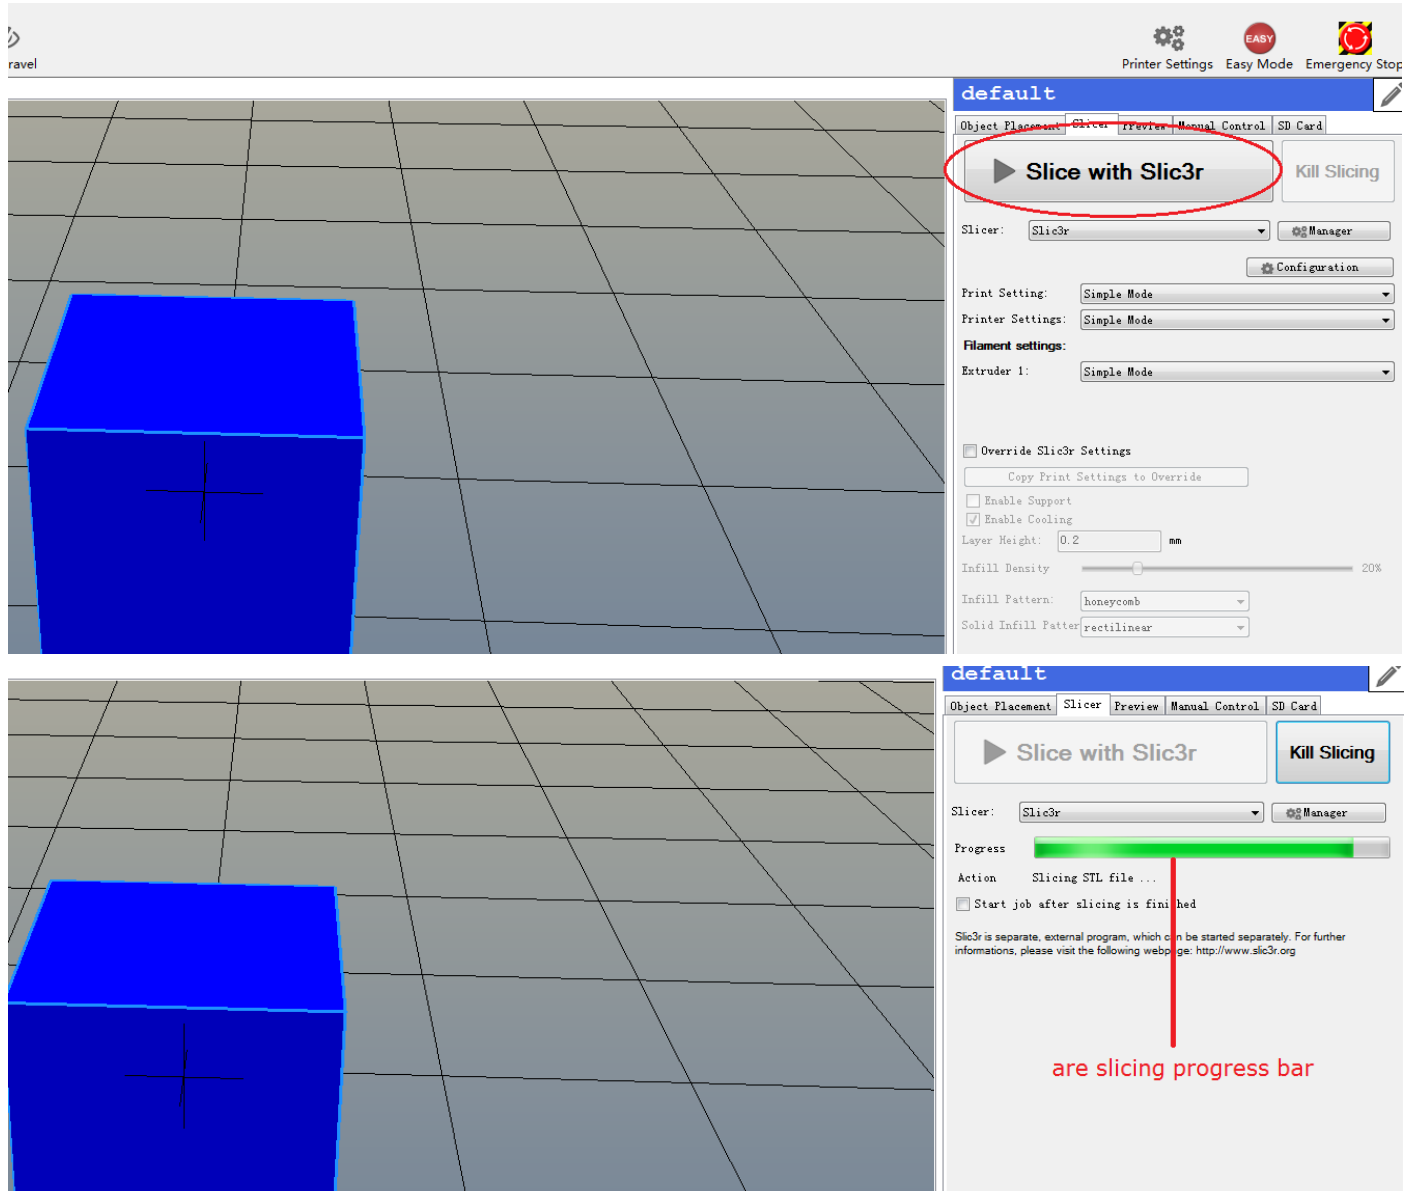 ravel
Printer Settings
EASY
Easy Mode
Emergency Stop
default
Object Placement
Slicer
Preview
Manual Control
SD Card
Slice with Slic3r
Kill Slicing
Slicer:
Slic3r
Manager
Configuration
Print Setting:
Simple Mode
Printer Settings:
Simple Mode
Filament settings:
Extruder 1:
Simple Mode
Override Slic3r Settings
Copy Print Settings to Override
Enable Support
Enable Cooling
Layer Height:
0.2
mm
Infill Density
20%
Infill Pattern:
honeycomb
Solid Infill Patter
rectilinear
default
Object Placement
Slicer
Preview
Manual Control
SD Card
Slice with Slic3r
Kill Slicing
Slicer:
Slic3r
Manager
Progress
Action
Slicing STL file ...
Start job after slicing is finished
Slic3r is separate, external program, which can be started separately. For further
informations, please visit the following webpage: http://www.slic3r.org
are slicing progress bar